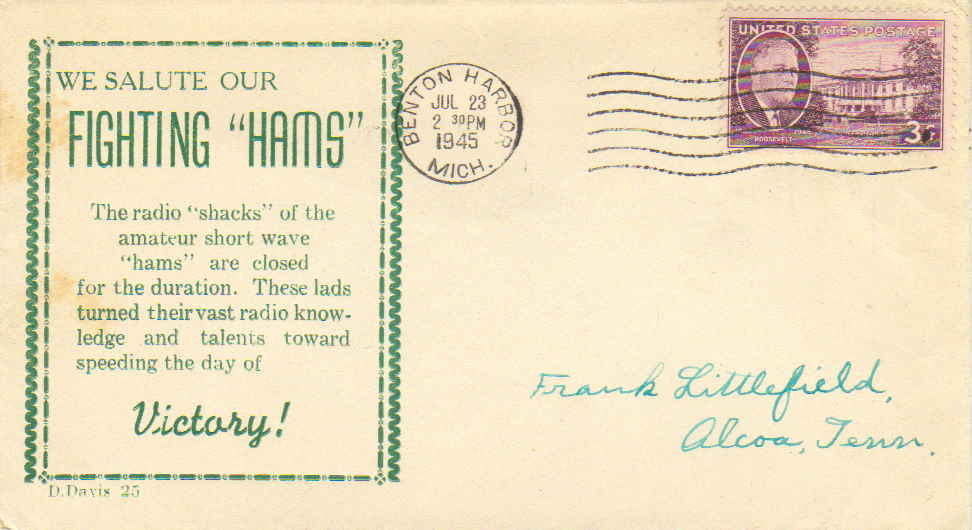 WE SALUTE OUR
FIGHTING "HAMS"
The radio "shacks" of the
amateur short wave
"hams" are closed
for the duration. These lads
turned their vast radio know-
ledge and talents toward
speeding the day of
Victory!
D.Davis 25
BENTON HARBOR
JUL 23
2 30 PM
1945
MICH.
UNITED STATES POSTAGE
ROOSEVELT
3¢
Frank Littlefield,
Alcoa, Tenn.